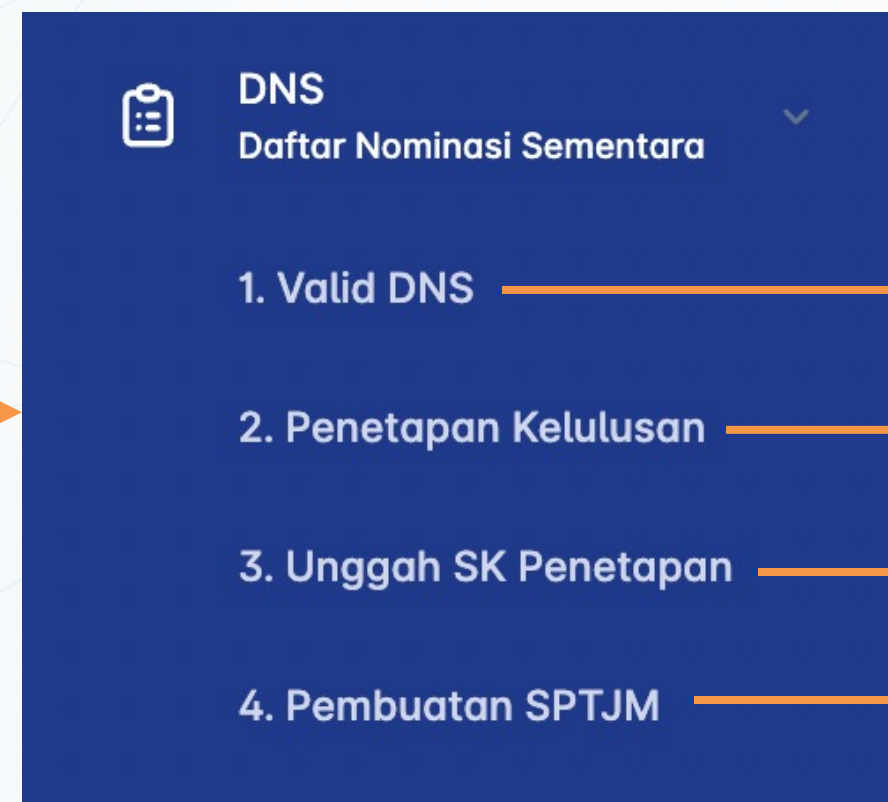 DNS
Daftar Nominasi Sementara
1. Valid DNS
2. Penetapan Kelulusan
3. Unggah SK Penetapan
4. Pembuatan SPTJM